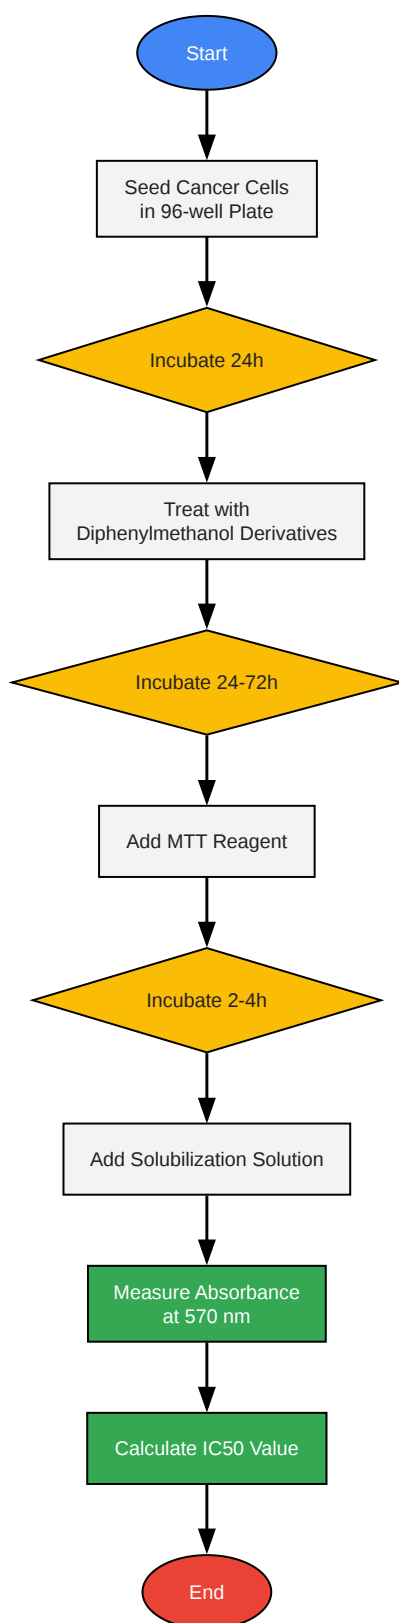 Start
Seed Cancer Cells
in 96-well Plate
Incubate 24h
Treat with
Diphenylmethanol Derivatives
Incubate 24-72h
Add MTT Reagent
Incubate 2-4h
Add Solubilization Solution
Measure Absorbance
at 570 nm
Calculate IC50 Value
End